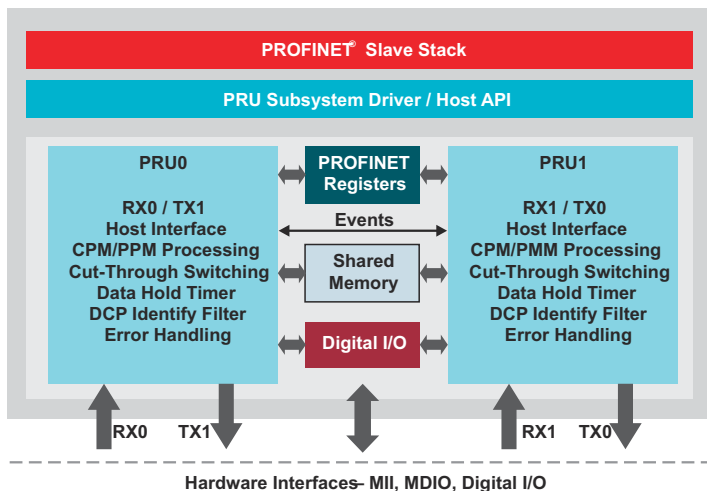 PROFINET® Slave Stack
PRU Subsystem Driver / Host API
PRU0
RX0 / TX1
Host Interface
CPM/PPM Processing
Cut-Through Switching
Data Hold Timer
DCP Identify Filter
Error Handling
PROFINET
Registers
Events
Shared
Memory
Digital I/O
PRU1
RX1 / TX0
Host Interface
CPM/PMM Processing
Cut-Through Switching
Data Hold Timer
DCP Identify Filter
Error Handling
RX0
TX1
RX1
TX0
Hardware Interfaces– MII, MDIO, Digital I/O